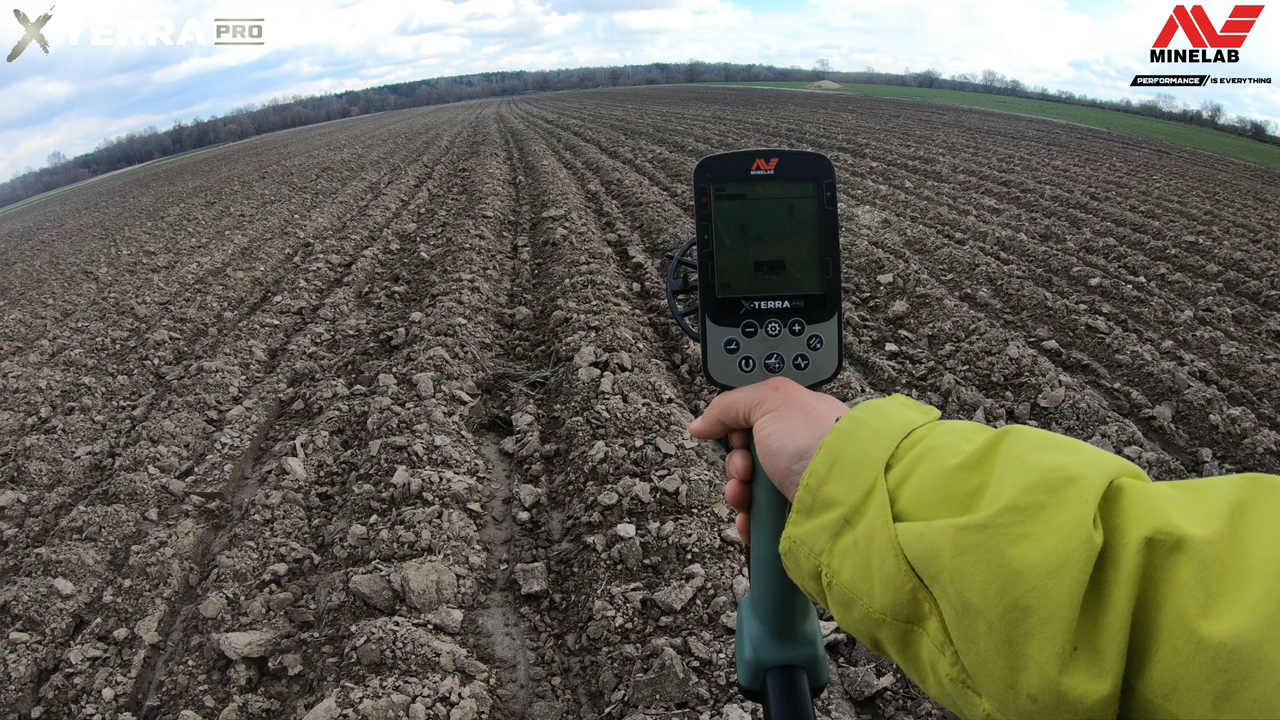 X-TERRA PRO
MINELAB
PERFORMANCE // IS EVERYTHING
MINELAB
X-TERRA PRO